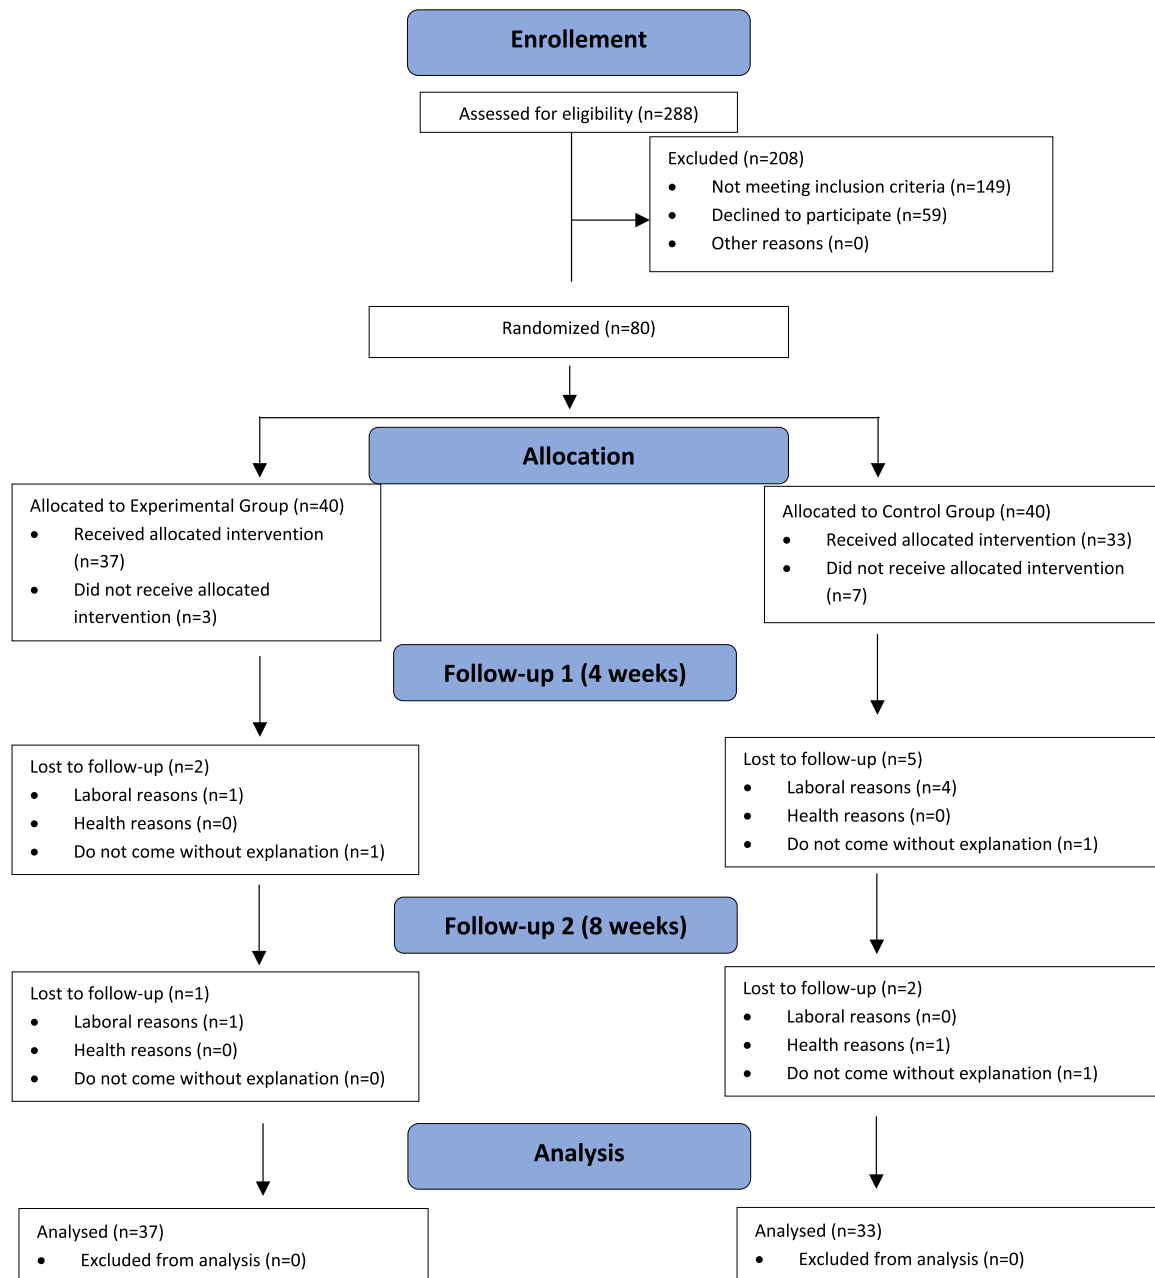 Enrollement
Assessed for eligibility (n=288)
Excluded (n=208)
• Not meeting inclusion criteria (n=149)
• Declined to participate (n=59)
• Other reasons (n=0)
Randomized (n=80)
Allocation
Allocated to Experimental Group (n=40)
• Received allocated intervention
(n=37)
• Did not receive allocated
intervention (n=3)
Allocated to Control Group (n=40)
• Received allocated intervention (n=33)
• Did not receive allocated intervention
(n=7)
Follow-up 1 (4 weeks)
Lost to follow-up (n=2)
• Laboral reasons (n=1)
• Health reasons (n=0)
• Do not come without explanation (n=1)
Lost to follow-up (n=5)
• Laboral reasons (n=4)
• Health reasons (n=0)
• Do not come without explanation (n=1)
Follow-up 2 (8 weeks)
Lost to follow-up (n=1)
• Laboral reasons (n=1)
• Health reasons (n=0)
• Do not come without explanation (n=0)
Lost to follow-up (n=2)
• Laboral reasons (n=0)
• Health reasons (n=1)
• Do not come without explanation (n=1)
Analysis
Analysed (n=37)
• Excluded from analysis (n=0)
Analysed (n=33)
• Excluded from analysis (n=0)